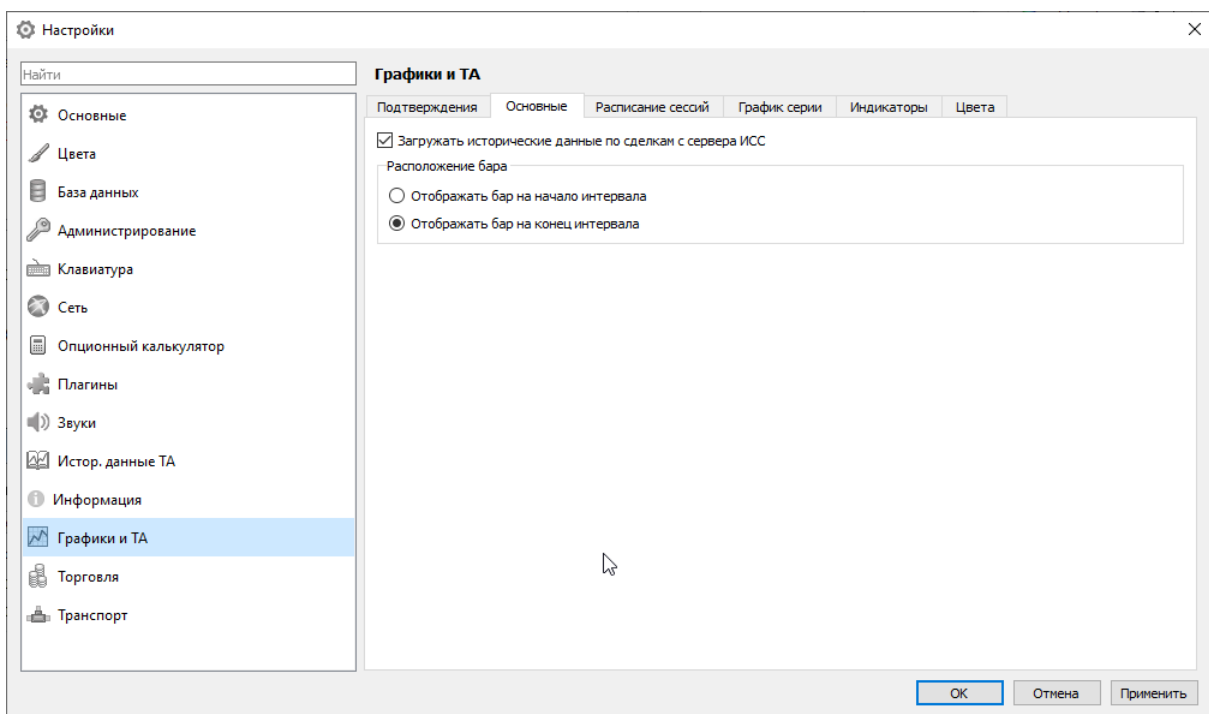 Настройки
Найти
Основные
Цвета
База данных
Администрирование
Клавиатура
Сеть
Опционный калькулятор
Плагины
Звуки
Истор. данные ТА
Информация
Графики и ТА
Торговля
Транспорт
Графики и ТА
Подтверждения Основные Расписание сессий График серии Индикаторы Цвета
Загружать исторические данные по сделкам с сервера ИСС
Расположение бара
Отображать бар на начало интервала
Отображать бар на конец интервала
ОК Отмена Применить